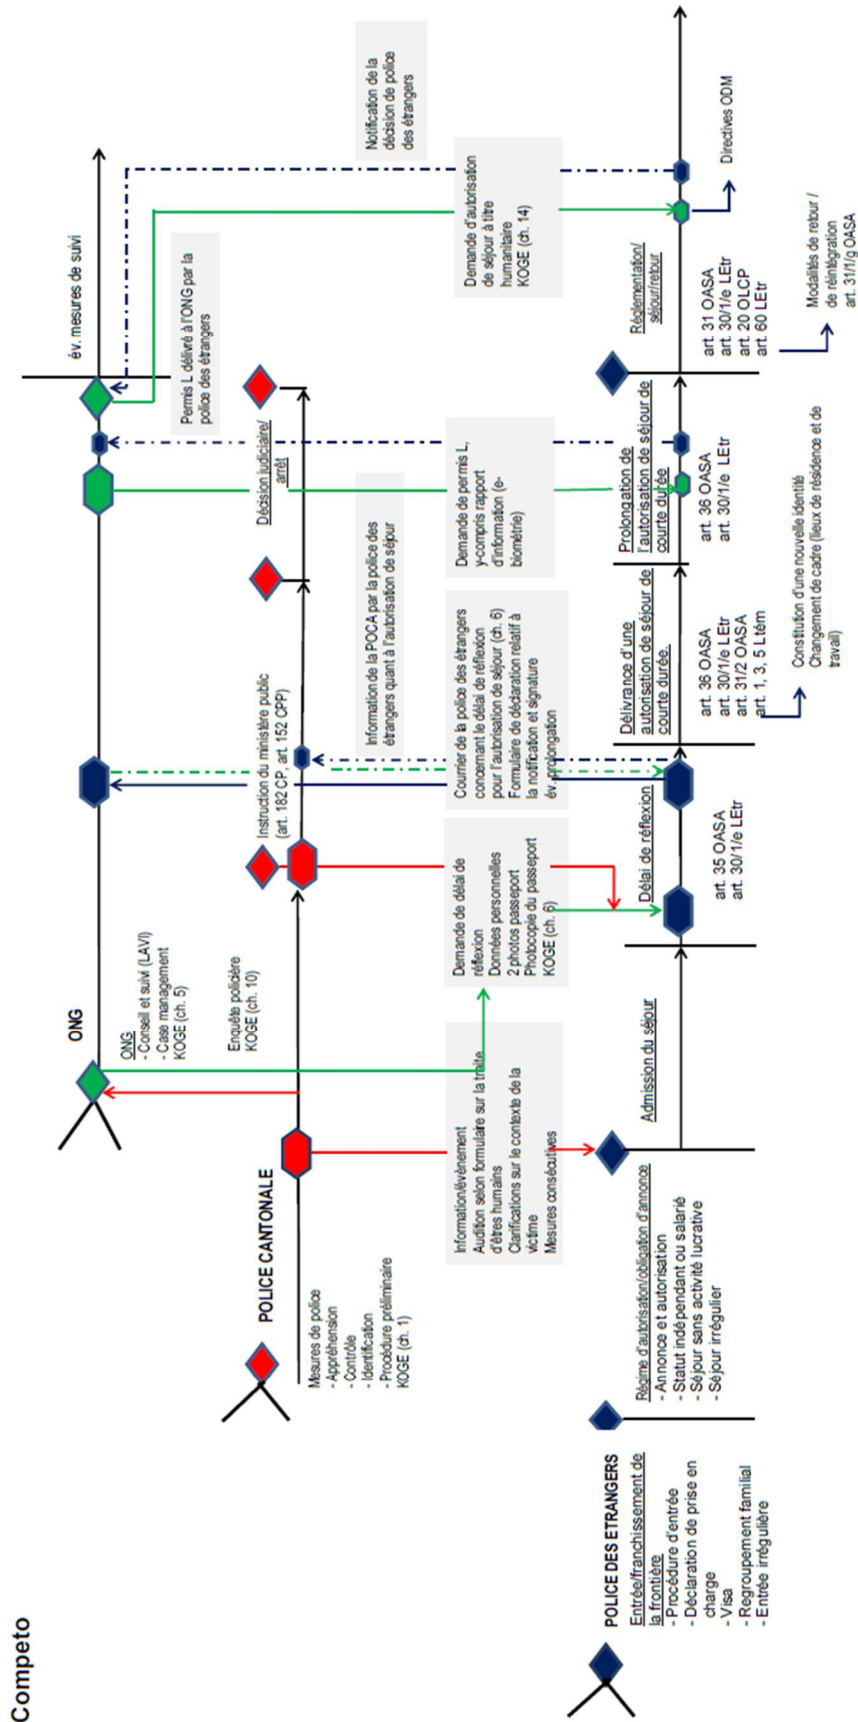 Competo
ONG
ONG
- Conseil et suivi (LAVI)
- Case management
KOGE (ch. 5)
év. mesures de suivi
Permis L délivré à l'ONG par la
police des étrangers
Notification de la
décision de police
des étrangers
POLICE CANTONALE
Mesures de police
- Appréhension
- Contrôle
- Identification
- Procédure préliminaire
KOGE (ch. 1)
Enquête policière
KOGE (ch. 10)
Instruction du ministère public
(art. 182 CP, art. 152 CPP)
Décision judiciaire/
arrêt
Information de la POCA par la police des
étrangers quant à l'autorisation de séjour
Information/évènement
Audition selon formulaire sur la traite
d'êtres humains
Clarifications sur le contexte de la
victime
Mesures consécutives
Demande de délai de
réflexion
Données personnelles
2 photos passeport
Photocopie du passeport
KOGE (ch. 6)
Courrier de la police des étrangers
concernant le délai de réflexion
pour l'autorisation de séjour (ch. 6)
Formulaire de déclaration relatif à
la notification et signature
év. prolongation
Demande de permis L,
y-compris rapport
d'information (e-
biométrie)
Demande d'autorisation
de séjour à titre
humanitaire
KOGE (ch. 14)
POLICE DES ETRANGERS
Entrée/franchissement de
la frontière
- Procédure d'entrée
- Déclaration de prise en
charge
- Visa
- Regroupement familial
- Entrée irrégulière
Régime d'autorisation/obligation d'annonce
- Annonce et autorisation
- Statut indépendant ou salarié
- Séjour sans activité lucrative
- Séjour irrégulier
Admission du séjour
Délai de réflexion
art. 35 OASA
art. 30/1/e LEtr
Délivrance d'une
autorisation de séjour de
courte durée.
art. 36 OASA
art. 30/1/e LEtr
art. 31/2 OASA
art. 1, 3, 5 Ltém
Constitution d'une nouvelle identité
Changement de cadre (lieux de résidence et de
travail)
Prolongation de
l'autorisation de séjour de
courte durée
art. 36 OASA
art. 30/1/e LEtr
Réglementation/
séjour/retour
art. 31 OASA
art. 30/1/e LEtr
art. 20 OLCP
art. 60 LEtr
Modalités de retour /
de réintégration
art. 31/1/g OASA
Directives ODM